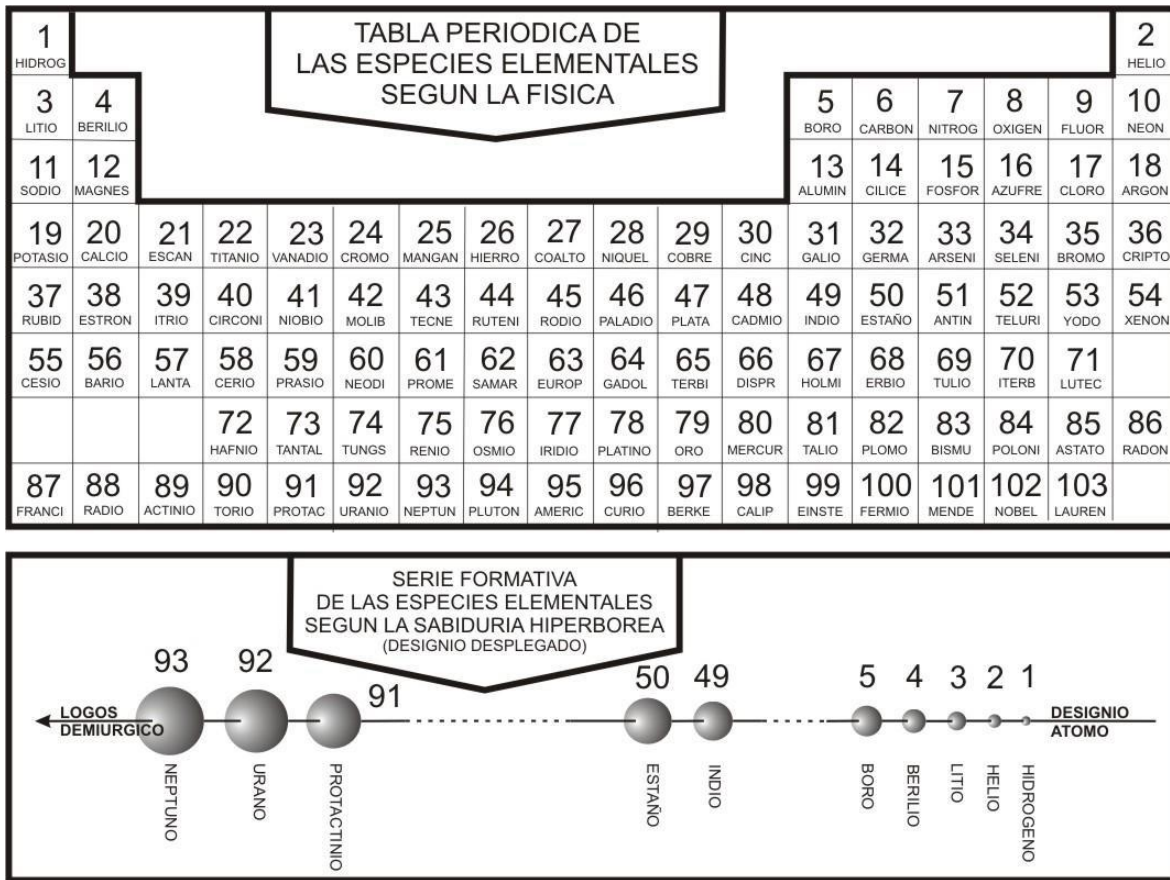 TABLA PERIODICA DE
LAS ESPECIES ELEMENTALES
SEGUN LA FISICA
1 2
HIDROG HELIO
3 4 5 6 7 8 9 10
LITIO BERILIO BORO CARBON NITROG OXIGEN FLUOR NEON
11 12 13 14 15 16 17 18
SODIO MAGNES ALUMIN CILICE FOSFOR AZUFRE CLORO ARGON
19 20 21 22 23 24 25 26 27 28 29 30 31 32 33 34 35 36
POTASIO CALCIO ESCAN TITANIO VANADIO CROMO MANGAN HIERRO COALTO NIQUEL COBRE CINC GALIO GERMA ARSENI SELENI BROMO CRIPTO
37 38 39 40 41 42 43 44 45 46 47 48 49 50 51 52 53 54
RUBID ESTRON ITRIO CIRCONI NIOBIO MOLIB TECNE RUTENI RODIO PALADIO PLATA CADMIO INDIO ESTAÑO ANTIN TELURI YODO XENON
55 56 57 58 59 60 61 62 63 64 65 66 67 68 69 70 71
CESIO BARIO LANTA CERIO PRASIO NEODI PROME SAMAR EUROP GADOL TERBI DISPR HOLMI ERBIO TULIO ITERB LUTEC
72 73 74 75 76 77 78 79 80 81 82 83 84 85 86
HAFNIO TANTAL TUNGS RENIO OSMIO IRIDIO PLATINO ORO MERCUR TALIO PLOMO BISMU POLONI ASTATO RADON
87 88 89 90 91 92 93 94 95 96 97 98 99 100 101 102 103
FRANCI RADIO ACTINIO TORIO PROTAC URANIO NEPTUN PLUTON AMERIC CURIO BERKE CALIP EINSTE FERMIO MENDE NOBEL LAUREN
SERIE FORMATIVA
DE LAS ESPECIES ELEMENTALES
SEGUN LA SABIDURIA HIPERBOREA
(DESIGNIO DESPLEGADO)
93 92 91 50 49 5 4 3 2 1
LOGOS
DEMIURGICO
DESIGNIO
ATOMO
NEPTUNO
URANO
PROTACTINIO
ESTAÑO
INDIO
BORO
BERILIO
LITIO
HELIO
HIDROGENO